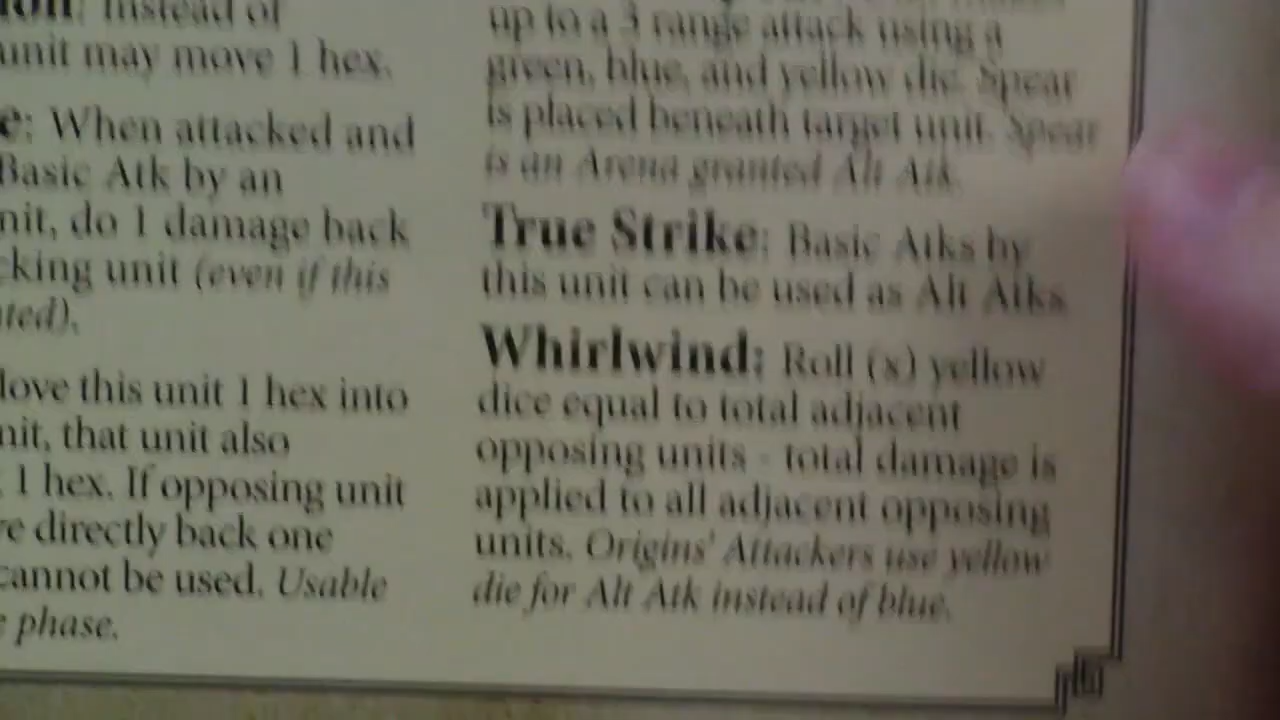 Instead of
unit may move 1 hex.
e: When attacked and
Basic Atk by an
nit, do 1 damage back
cking unit (even if this
ted).
love this unit 1 hex into
nit, that unit also
1 hex. If opposing unit
re directly back one
cannot be used. Usable
phase.
up to a 3 range attack using a
green, blue, and yellow die. Spear
is placed beneath target unit. Spear
is an Arena granted Alt Atk.
True Strike: Basic Atks by
this unit can be used as Alt Atks.
Whirlwind: Roll (x) yellow
dice equal to total adjacent
opposing units - total damage is
applied to all adjacent opposing
units. Origins' Attackers use yellow
die for Alt Atk instead of blue.